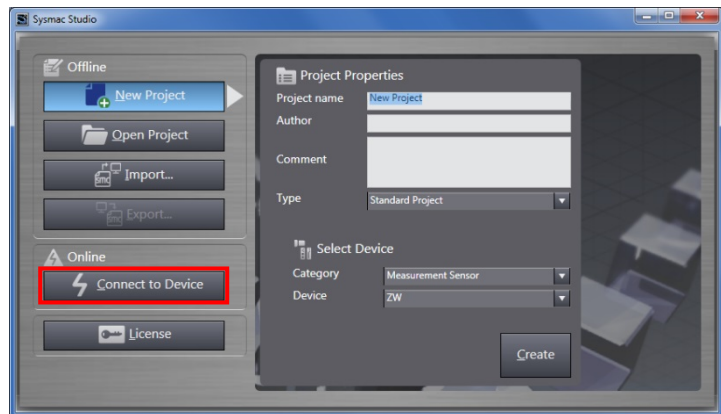 Sysmac Studio
Offline
New Project
Open Project
Import...
Export...
Online
Connect to Device
License
Project Properties
Project name New Project
Author
Comment
Type Standard Project
Select Device
Category Measurement Sensor
Device ZW
Create